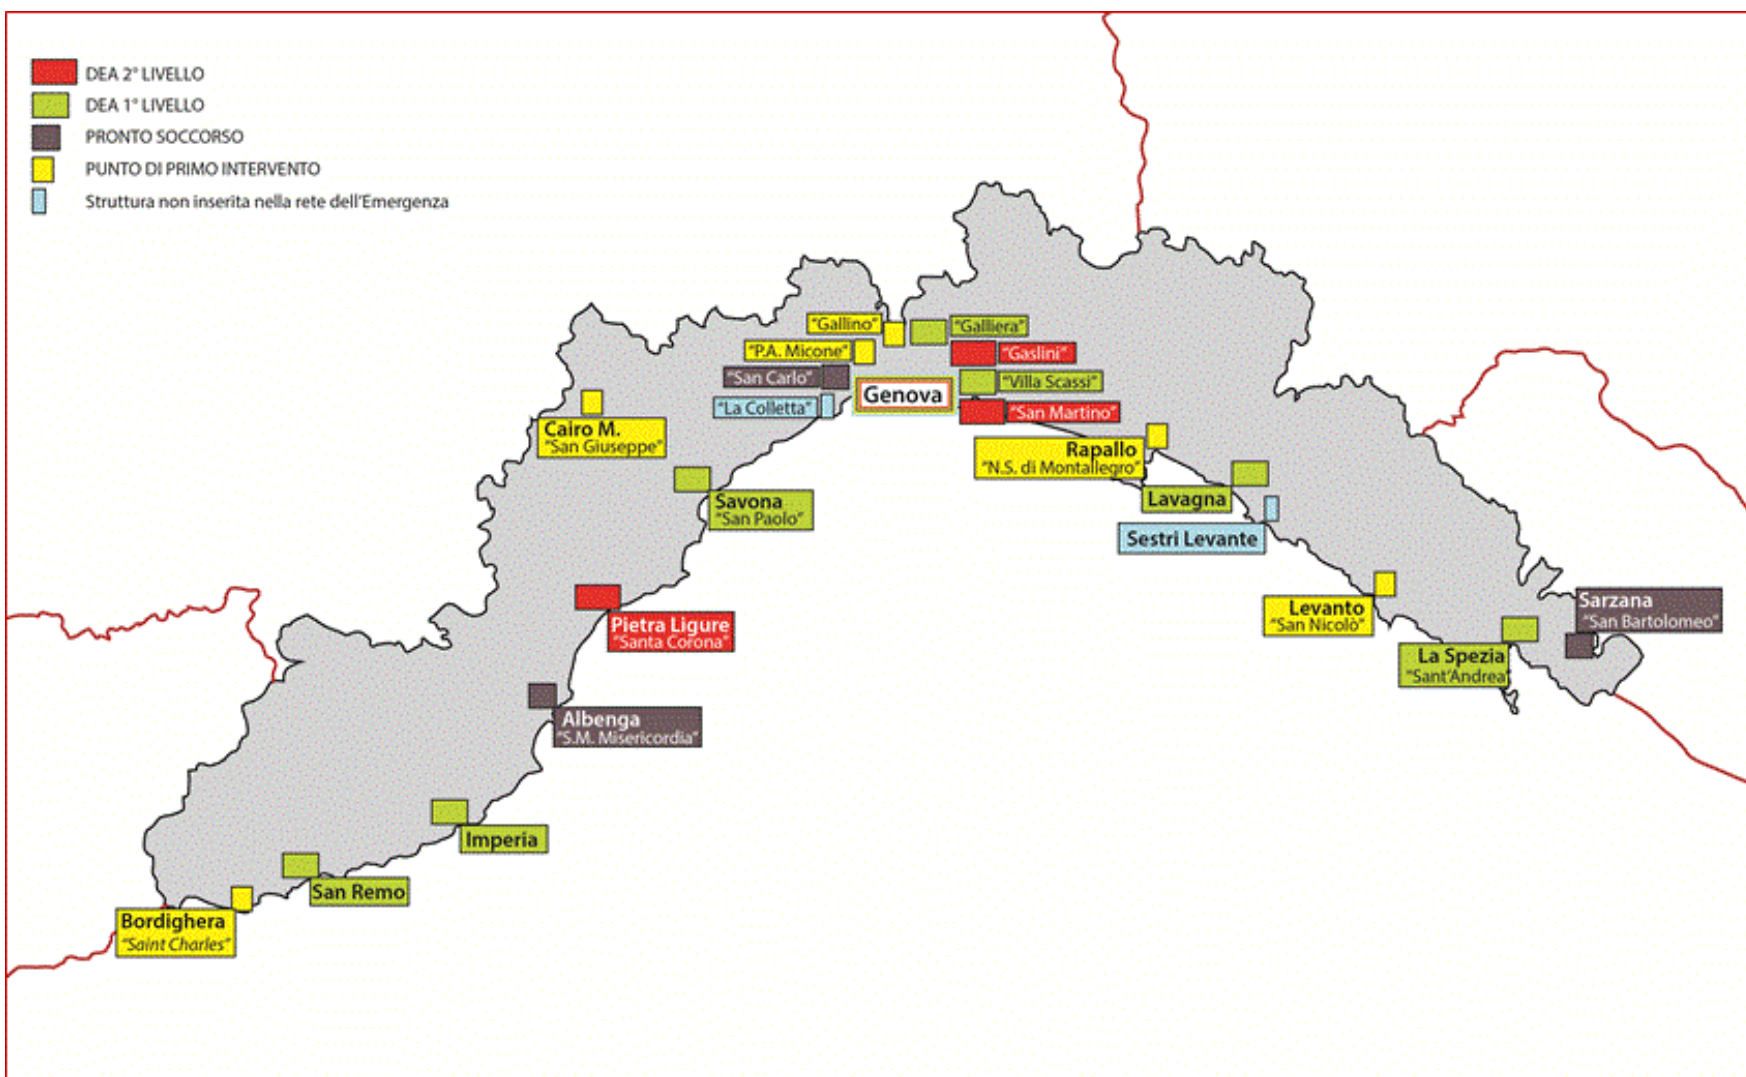 DEA 2° LIVELLO
DEA 1° LIVELLO
PRONTO SOCCORSO
PUNTO DI PRIMO INTERVENTO
Struttura non inserita nella rete dell'Emergenza
"Gallino"
"Galliera"
"P.A. Micone"
"Gaslini"
"San Carlo"
"Villa Scassi"
Genova
"La Colletta"
"San Martino"
Cairo M.
"San Giuseppe"
Rapallo
"N.S. di Montallegro"
Savona
"San Paolo"
Lavagna
Sestri Levante
Pietra Ligure
"Santa Corona"
Levanto
"San Nicolò"
Sarzana
"San Bartolomeo"
La Spezia
"Sant'Andrea"
Albenga
"S.M. Misericordia"
Imperia
San Remo
Bordighera
"Saint Charles"